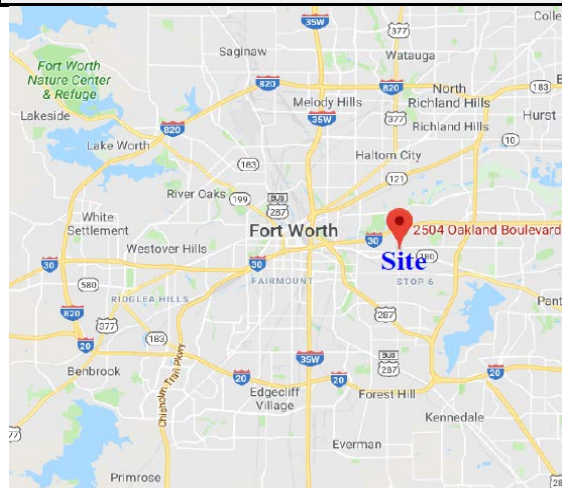 35W
377
Colle
Saginaw
Watauga
Fort Worth
Nature Center
& Refuge
820
820
North
Richland Hills
183
Melody Hills
35W
Lakeside
820
377
Richland Hills
Hurst
10
Lake Worth
183
Haltom City
121
River Oaks
199
BUS
287
White
Settlement
Fort Worth
2504 Oakland Boulevard
Westover Hills
30
30
30
Site
180
580
FAIRMOUNT
STOP 6
RIDGLEA HILLS
820
377
287
Pant
183
20
35W
BUS
287
Benbrook
Chisholm Trail Pkwy
20
20
20
Edgecliff
Village
Forest Hill
Kennedale
77
Everman
Primrose
28